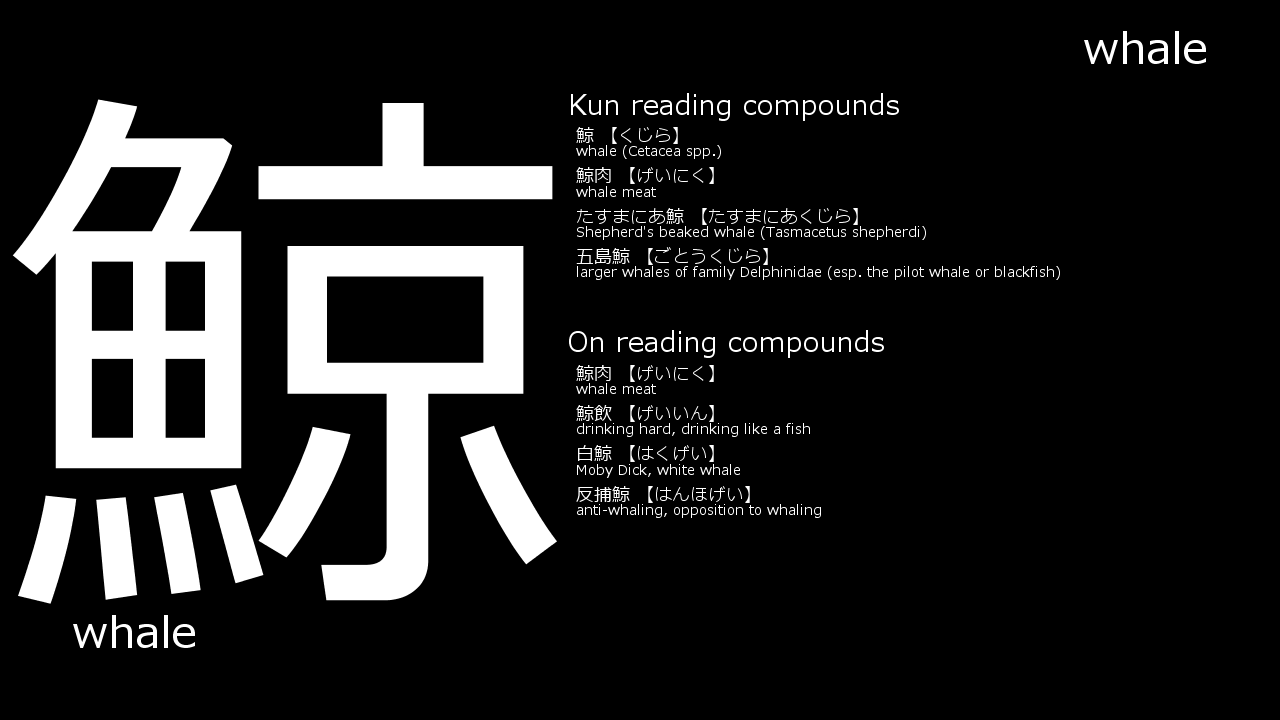 whale
鯨
whale
Kun reading compounds
鯨 【くじら】
whale (Cetacea spp.)
鯨肉 【げいにく】
whale meat
たすまにあ鯨 【たすまにあくじら】
Shepherd's beaked whale (Tasmacetus shepherdi)
五島鯨 【ごとうくじら】
larger whales of family Delphinidae (esp. the pilot whale or blackfish)
On reading compounds
鯨肉 【げいにく】
whale meat
鯨飲 【げいいん】
drinking hard, drinking like a fish
白鯨 【はくげい】
Moby Dick, white whale
反捕鯨 【はんほげい】
anti-whaling, opposition to whaling